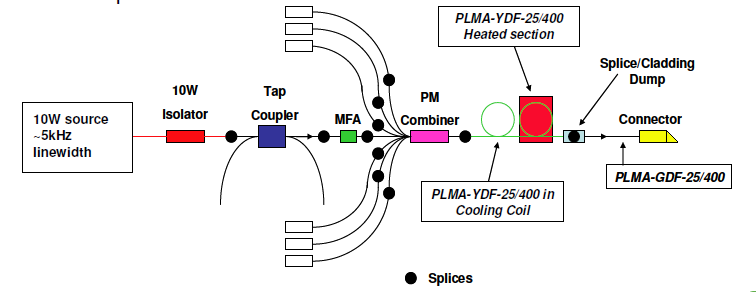 PLMA-YDF-25/400
Heated section
Splice/Cladding
Dump
10W
Isolator
Tap
Coupler
MFA
PM
Combiner
Connector
10W source
~5kHz
linewidth
PLMA-GDF-25/400
PLMA-YDF-25/400 in
Cooling Coil
Splices